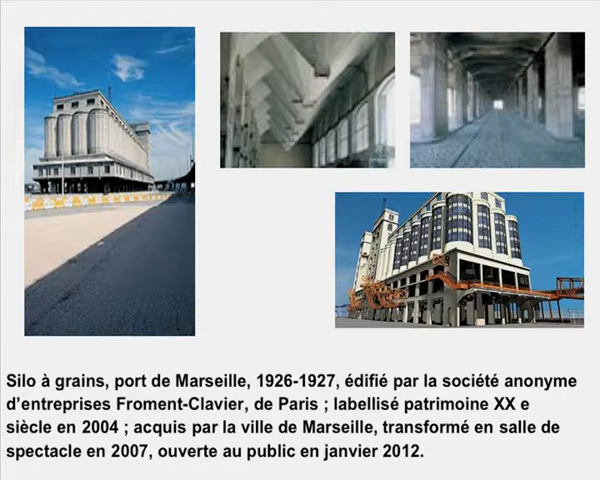 Silo à grains, port de Marseille, 1926-1927, édifié par la société anonyme
d'entreprises Froment-Clavier, de Paris ; labellisé patrimoine XX e
siècle en 2004 ; acquis par la ville de Marseille, transformé en salle de
spectacle en 2007, ouverte au public en janvier 2012.